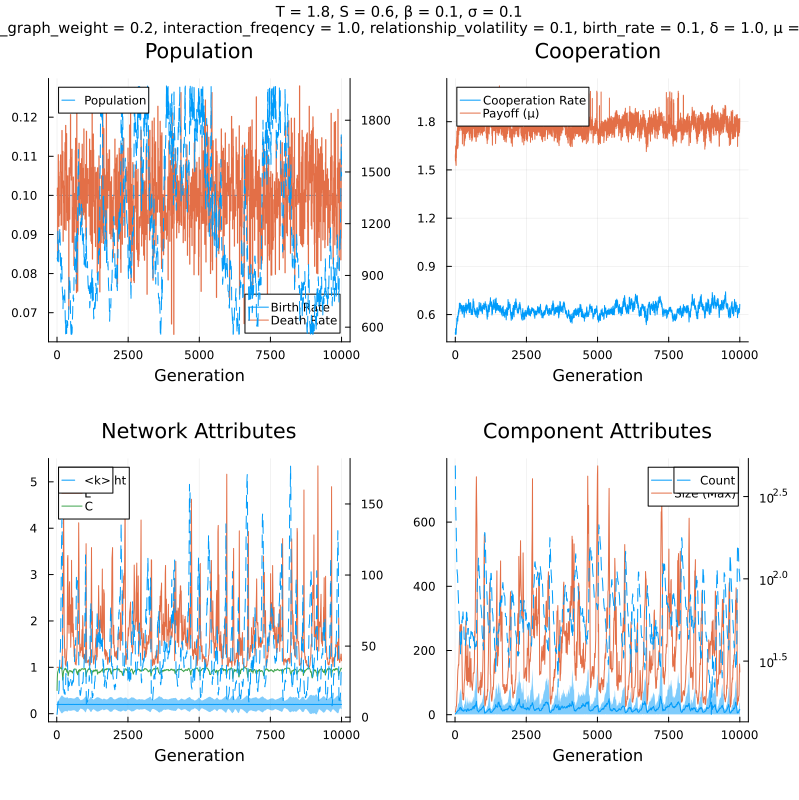 T = 1.8, S = 0.6, β = 0.1, σ = 0.1
_graph_weight = 0.2, interaction_freqency = 1.0, relationship_volatility = 0.1, birth_rate = 0.1, δ = 1.0, μ =
Population
Cooperation
Population
Birth Rate
Death Rate
0.12
0.11
0.10
0.09
0.08
0.07
1800
1500
1200
900
600
0 2500 5000 7500 10000
Generation
Cooperation Rate
Payoff (μ)
1.8
1.5
1.2
0.9
0.6
0 2500 5000 7500 10000
Generation
Network Attributes
Component Attributes
<k> ht
C
5
4
3
2
1
0
150
100
50
0
0 2500 5000 7500 10000
Generation
Count
Size (Max)
600
400
200
0
10^2.5
10^2.0
10^1.5
0 2500 5000 7500 10000
Generation